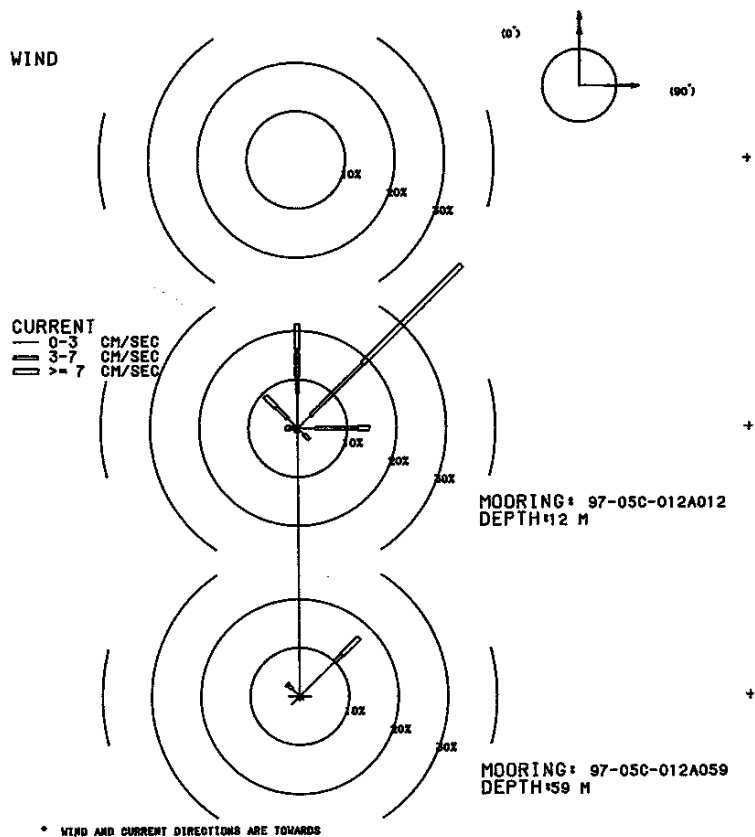 WIND
(0°)
(90°)
10%
20%
30%
CURRENT
0-3 CM/SEC
3-7 CM/SEC
>= 7 CM/SEC
10%
20%
30%
MOORING: 97-05C-012A012
DEPTH:12 M
10%
20%
30%
MOORING: 97-05C-012A059
DEPTH:59 M
* WIND AND CURRENT DIRECTIONS ARE TOWARDS